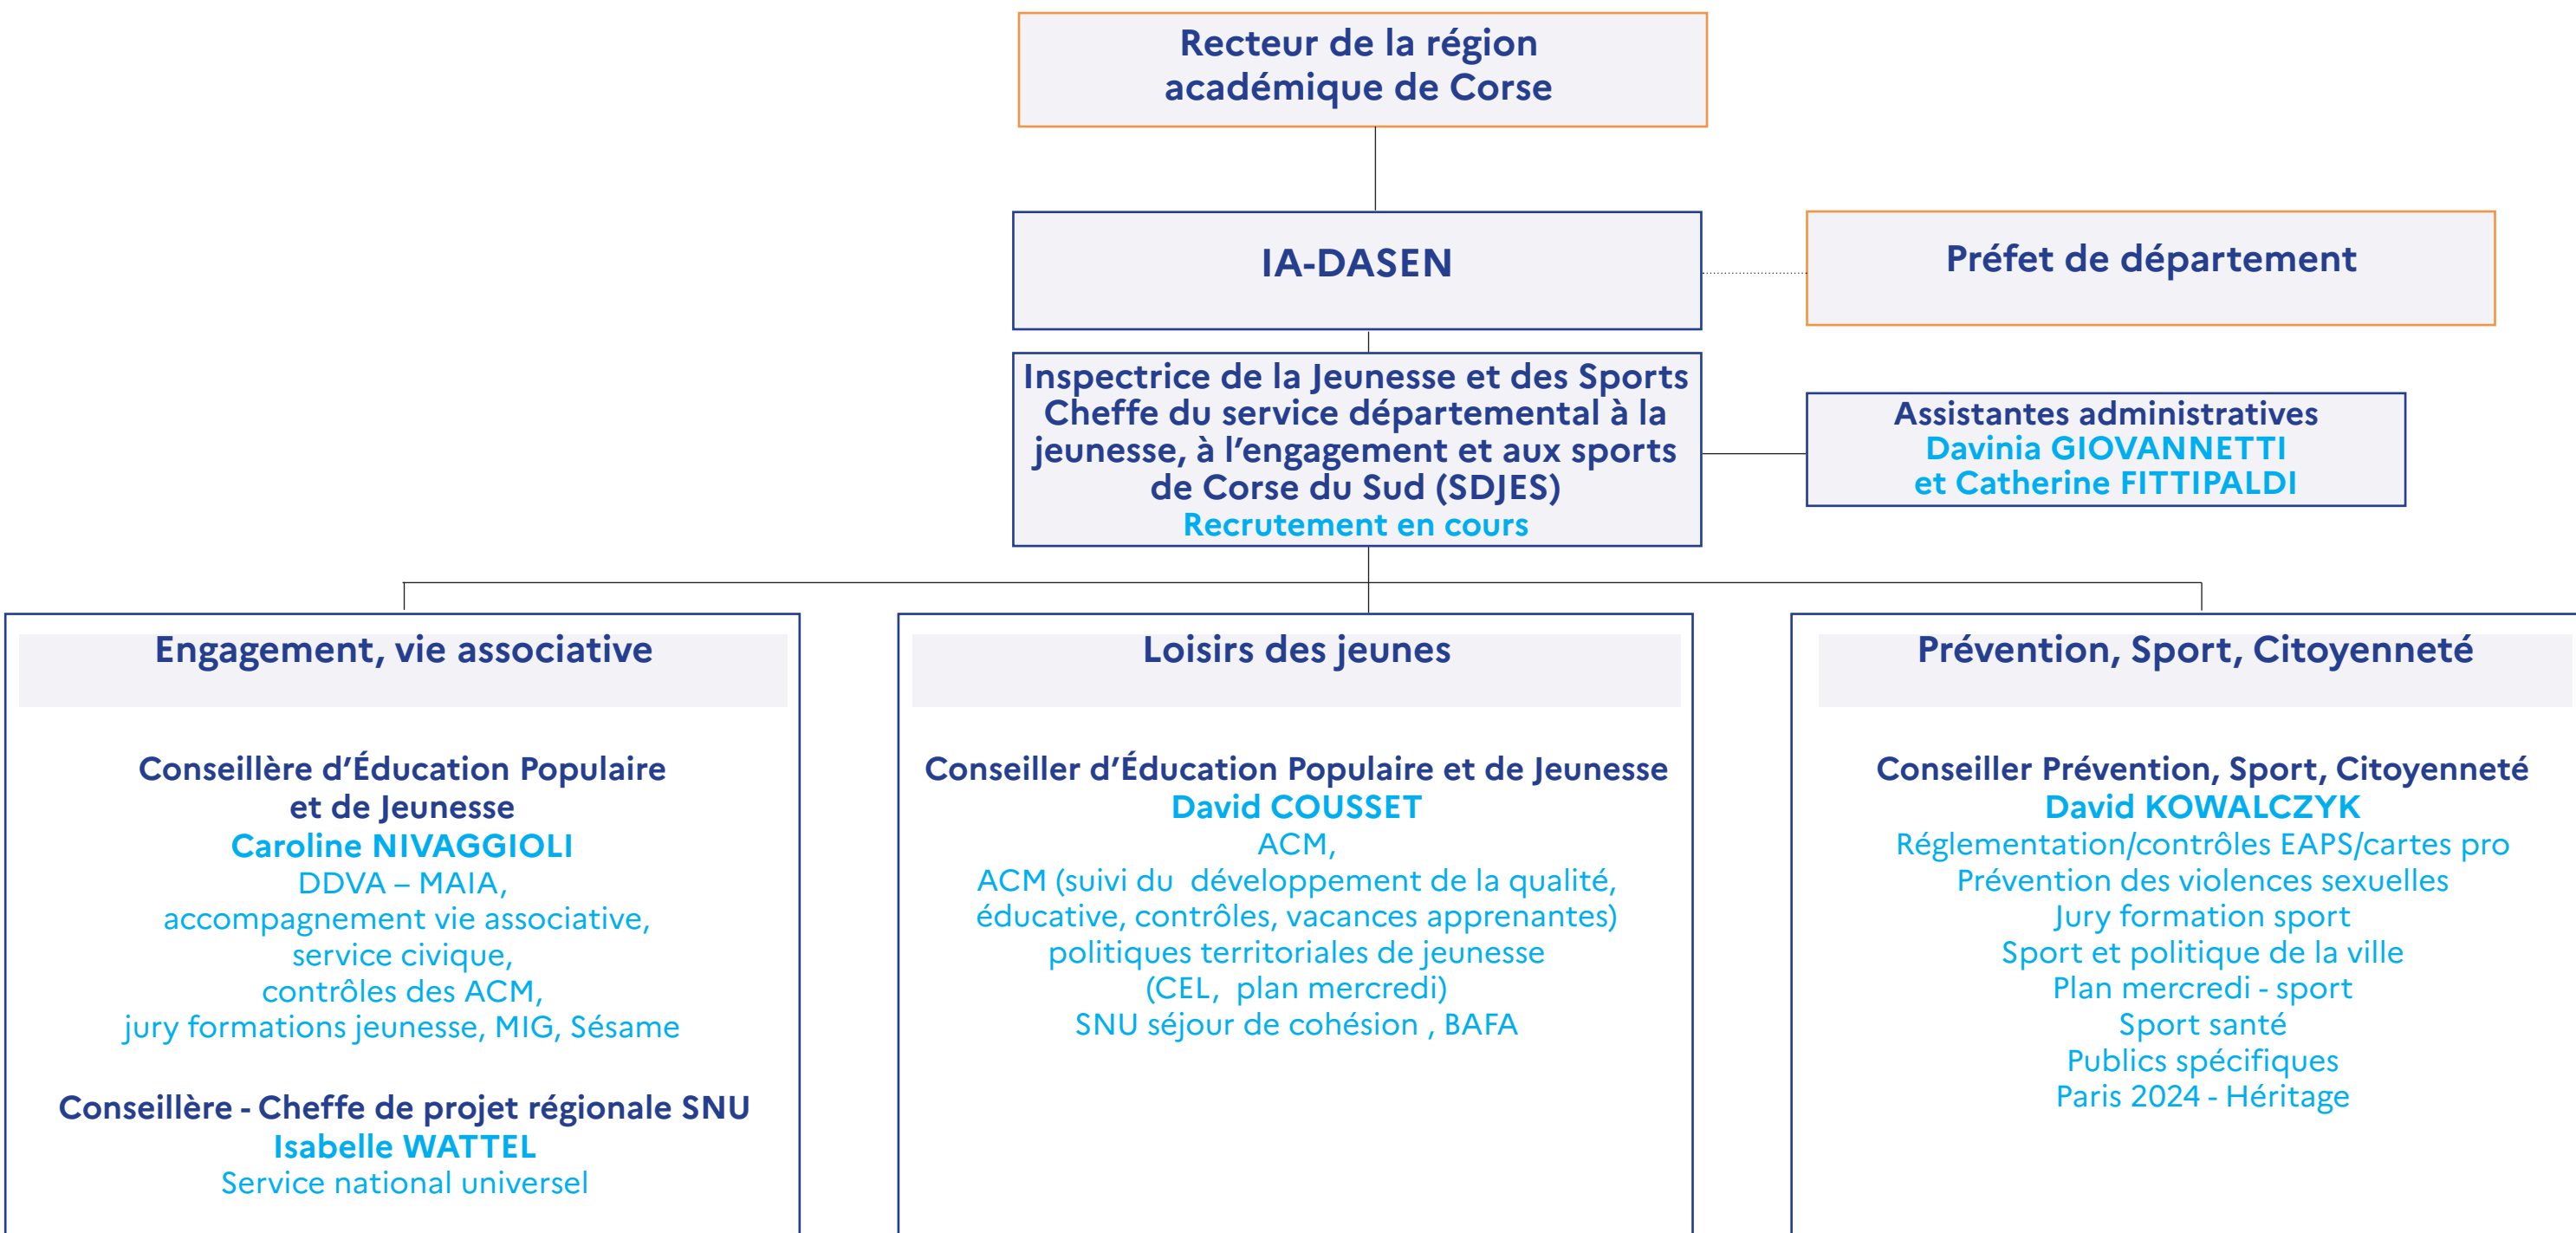 Recteur de la région
académique de Corse
IA-DASEN
Préfet de département
Inspectrice de la Jeunesse et des Sports
Cheffe du service départemental à la
jeunesse, à l’engagement et aux sports
de Corse du Sud (SDJES)
Recrutement en cours
Assistantes administratives
Davinia GIOVANNETTI
et Catherine FITTIPALDI
Engagement, vie associative
Conseillère d’Éducation Populaire
et de Jeunesse
Caroline NIVAGGIOLI
DDVA – MAIA,
accompagnement vie associative,
service civique,
contrôles des ACM,
jury formations jeunesse, MIG, Sésame
Conseillère - Cheffe de projet régionale SNU
Isabelle WATTEL
Service national universel
Loisirs des jeunes
Conseiller d’Éducation Populaire et de Jeunesse
David COUSSET
ACM,
ACM (suivi du  développement de la qualité,
éducative, contrôles, vacances apprenantes)
politiques territoriales de jeunesse
(CEL,  plan mercredi)
SNU séjour de cohésion , BAFA
Prévention, Sport, Citoyenneté
Conseiller Prévention, Sport, Citoyenneté
David KOWALCZYK
Réglementation/contrôles EAPS/cartes pro
Prévention des violences sexuelles
Jury formation sport
Sport et politique de la ville
Plan mercredi - sport
Sport santé
Publics spécifiques
Paris 2024 - Héritage